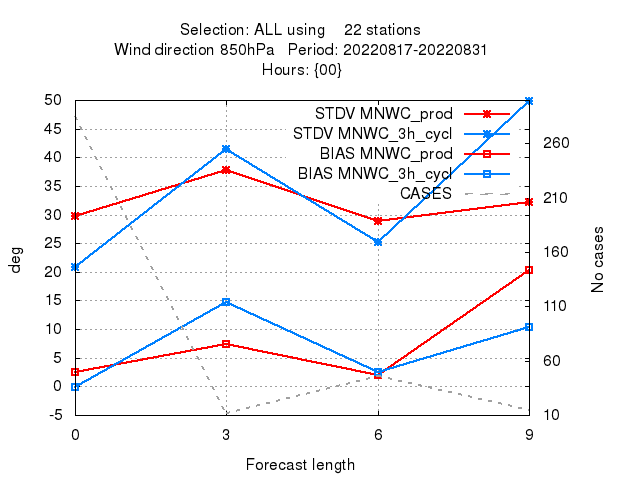 Selection: ALL using    22 stations
Wind direction 850hPa   Period: 20220817-20220831
Hours: {00}
STDV MNWC_prod
STDV MNWC_3h_cycl
BIAS MNWC_prod
BIAS MNWC_3h_cycl
CASES
50
45
40
35
30
25
20
15
10
5
0
-5
deg
260
210
160
110
60
10
No cases
0 3 6 9
Forecast length